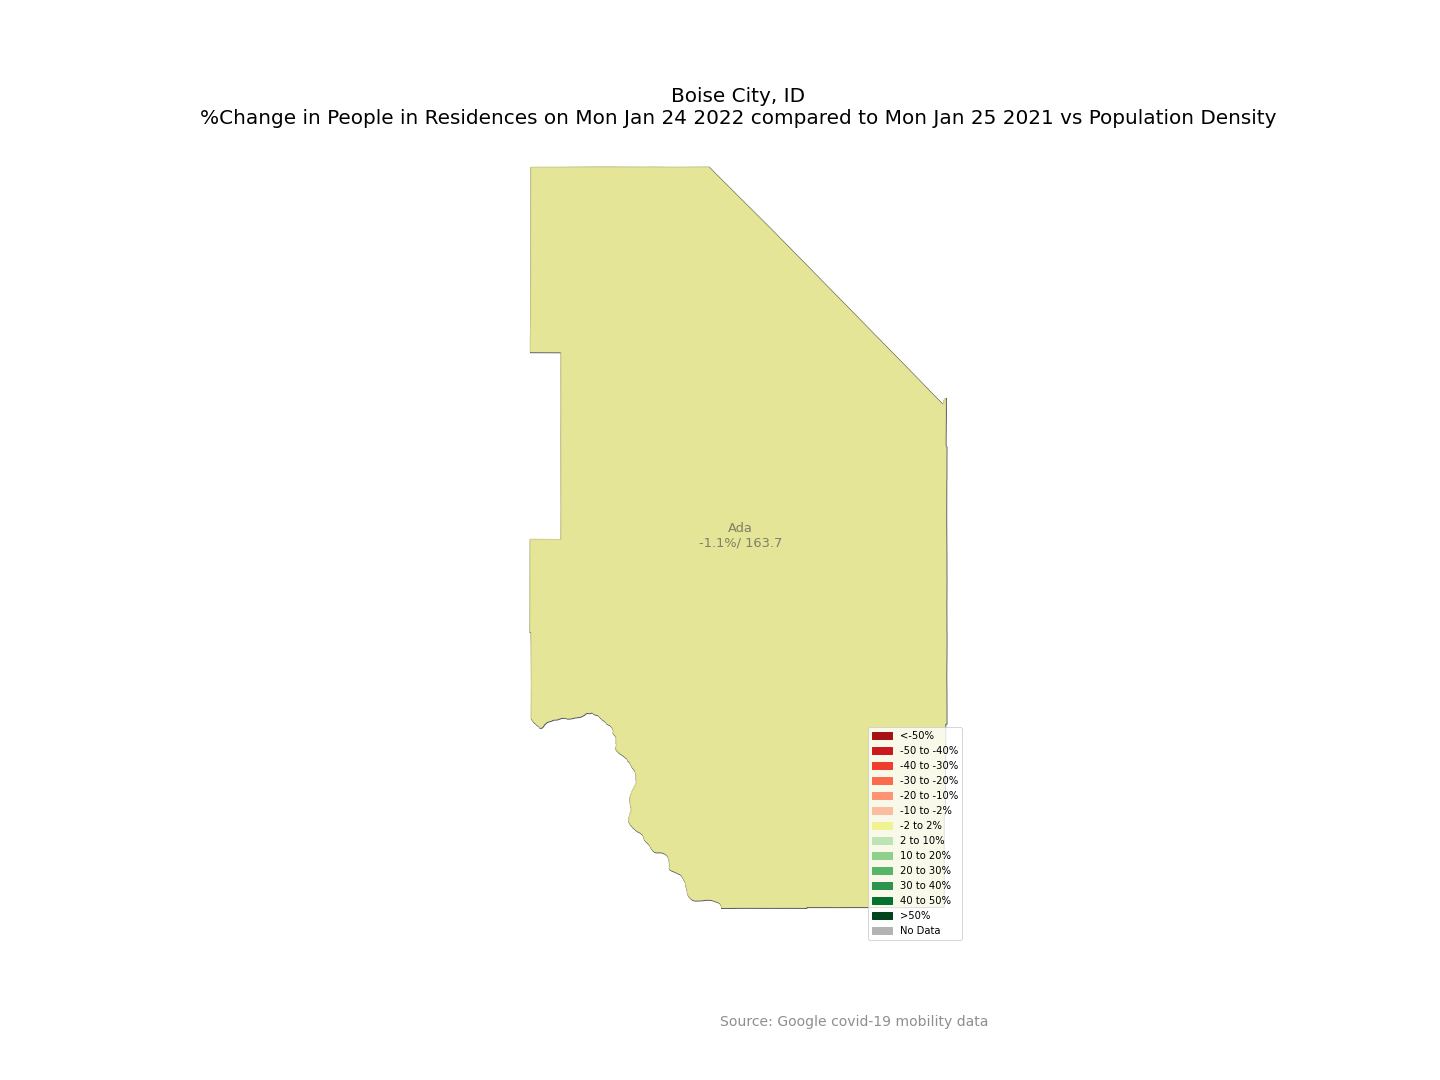 Boise City, ID
%Change in People in Residences on Mon Jan 24 2022 compared to Mon Jan 25 2021 vs Population Density
Ada
-1.1%/ 163.7
<-50%
-50 to -40%
-40 to -30%
-30 to -20%
-20 to -10%
-10 to -2%
-2 to 2%
2 to 10%
10 to 20%
20 to 30%
30 to 40%
40 to 50%
>50%
No Data
Source: Google covid-19 mobility data